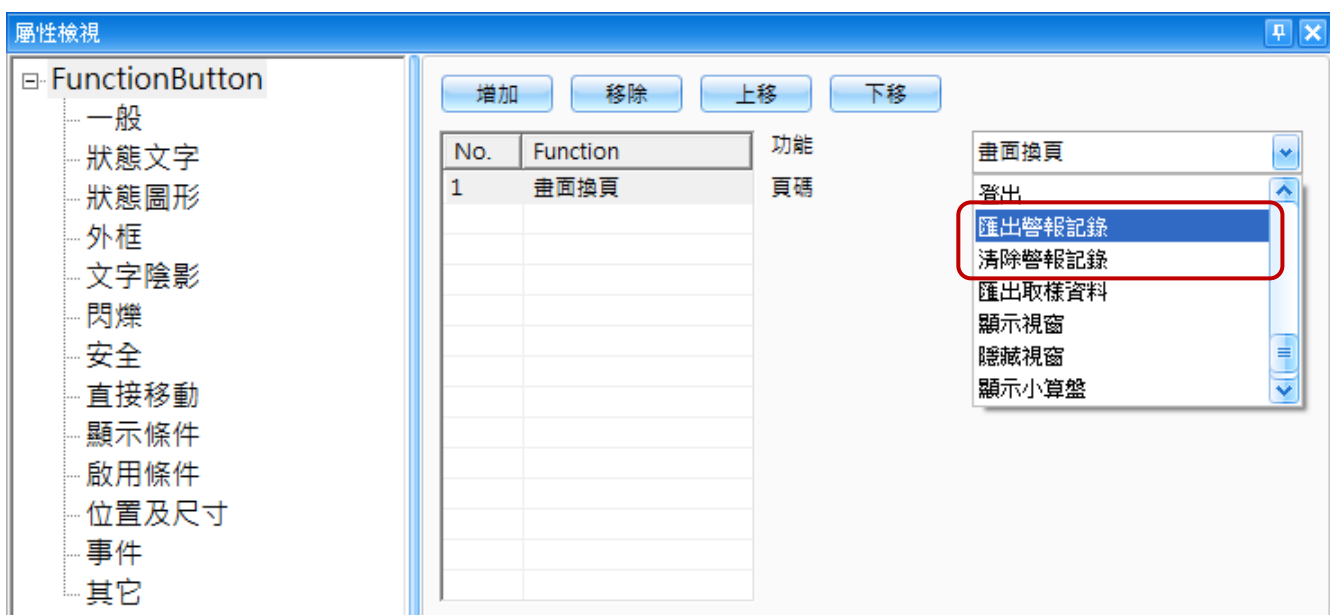 屬性檢視
FunctionButton
一般
狀態文字
狀態圖形
外框
文字陰影
閃爍
安全
直接移動
顯示條件
啟用條件
位置及尺寸
事件
其它
增加 移除 上移 下移
No. Function
1 畫面換頁
功能 畫面換頁
頁碼
登出
匯出警報記錄
清除警報記錄
匯出取樣資料
顯示視窗
隱藏視窗
顯示小算盤